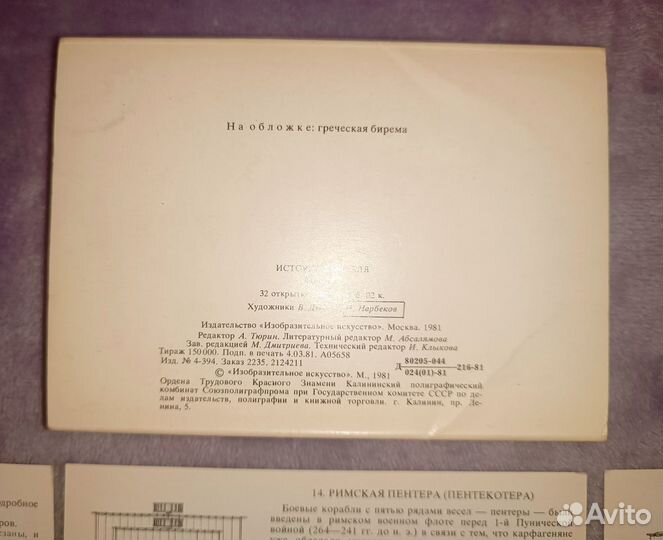 На обложке: греческая бирема
32
02 к.
Художники В. Нарбеков
Издательство «Изобразительное искусство». Москва. 1981
Редактор А. Тюрин. Литературный редактор М. Абсалямова
Зав. редакцией М. Дмитриева. Технический редактор И. Клыкова
Тираж 150 000. Подп. в печать 4.03.81. А05658
Изд. № 4-394. Заказ 2235. 2124211
Д 80205-044 216-81
024(01)-81
© «Изобразительное искусство». М., 1981
Ордена Трудового Красного Знамени Калининский полиграфический
комбинат Союзполиграфпрома при Государственном комитете СССР по де-
лам издательств, полиграфии и книжной торговли. г. Калинин, пр. Ле-
нина, 5.
14. РИМСКАЯ ПЕНТЕРА (ПЕНТЕКОТЕРА)
Боевые корабли с пятью рядами весел — пентеры — были
введены в римском военном флоте перед 1-й Пунической
войной (264—241 гг. до н. э.) в связи с тем, что карфагеняне
Avito